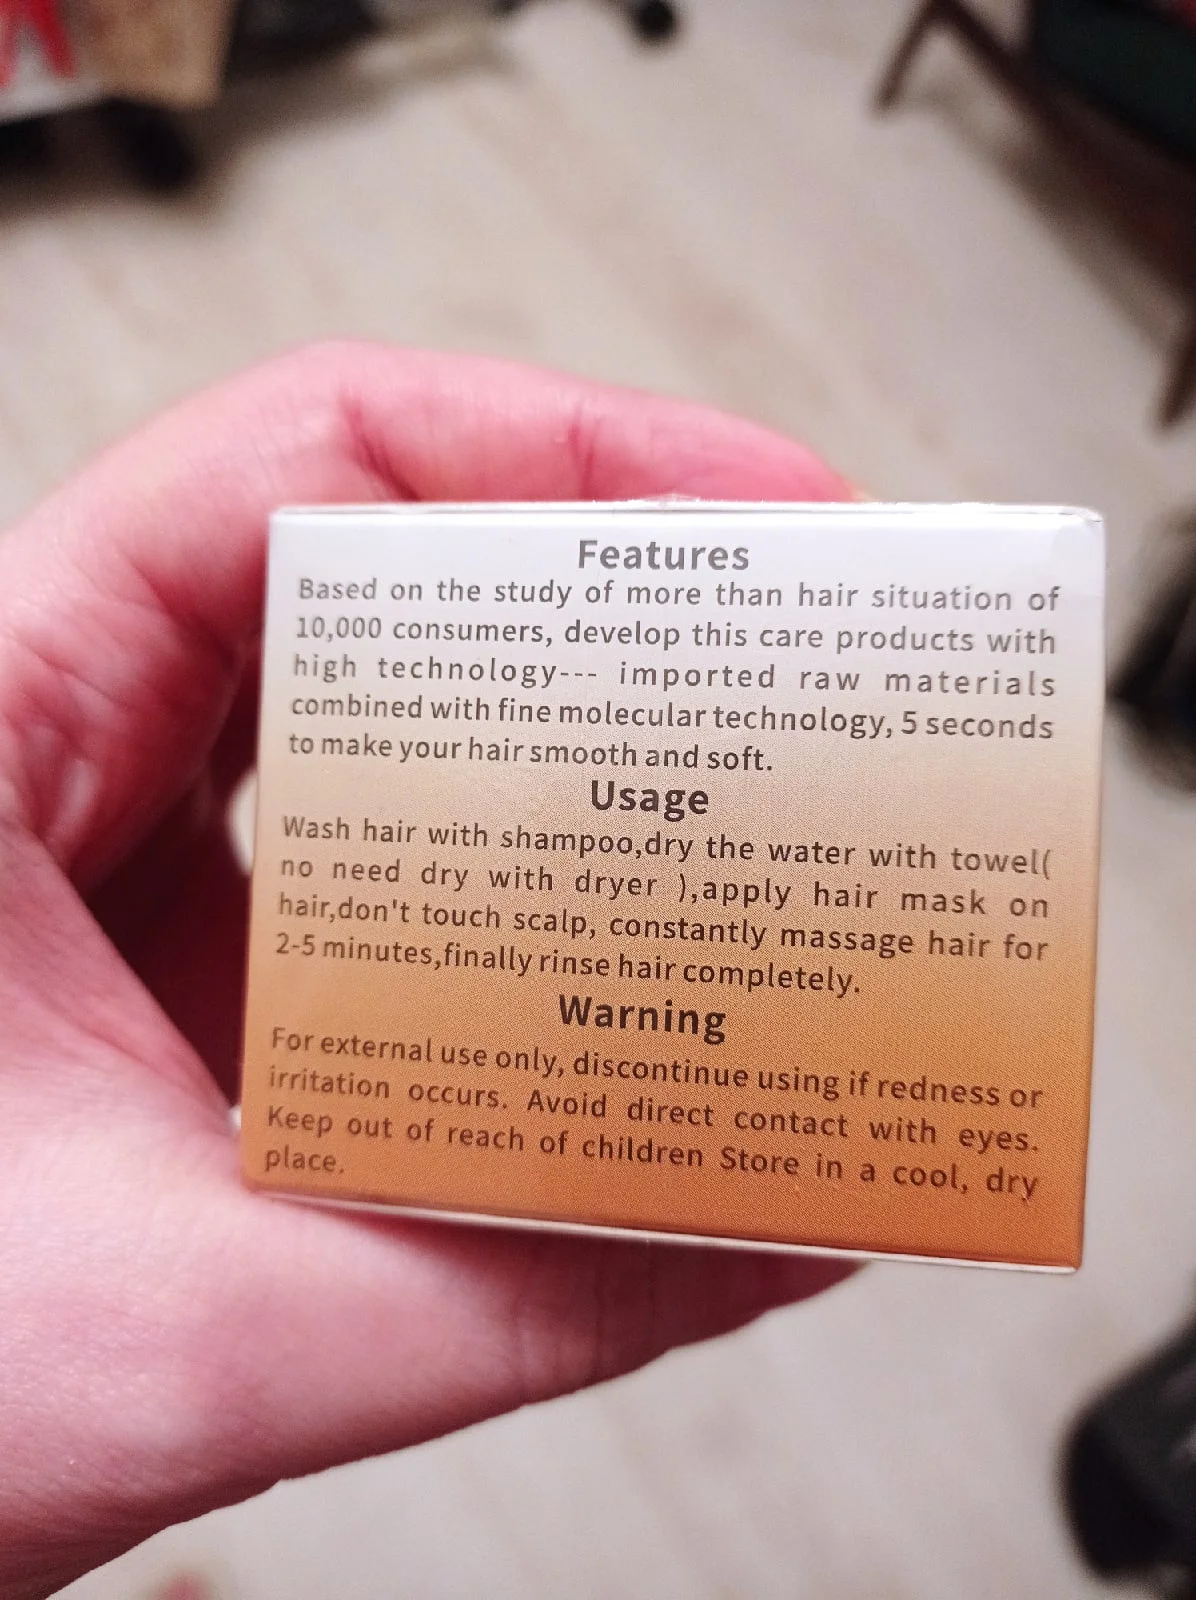 Features
Based on the study of more than hair situation of
10,000 consumers, develop this care products with
high technology--- imported raw materials
combined with fine molecular technology, 5 seconds
to make your hair smooth and soft.
Usage
Wash hair with shampoo,dry the water with towel(
no need dry with dryer ),apply hair mask on
hair,don't touch scalp, constantly massage hair for
2-5 minutes,finally rinse hair completely.
Warning
For external use only, discontinue using if redness or
irritation occurs. Avoid direct contact with eyes.
Keep out of reach of children Store in a cool, dry
place.